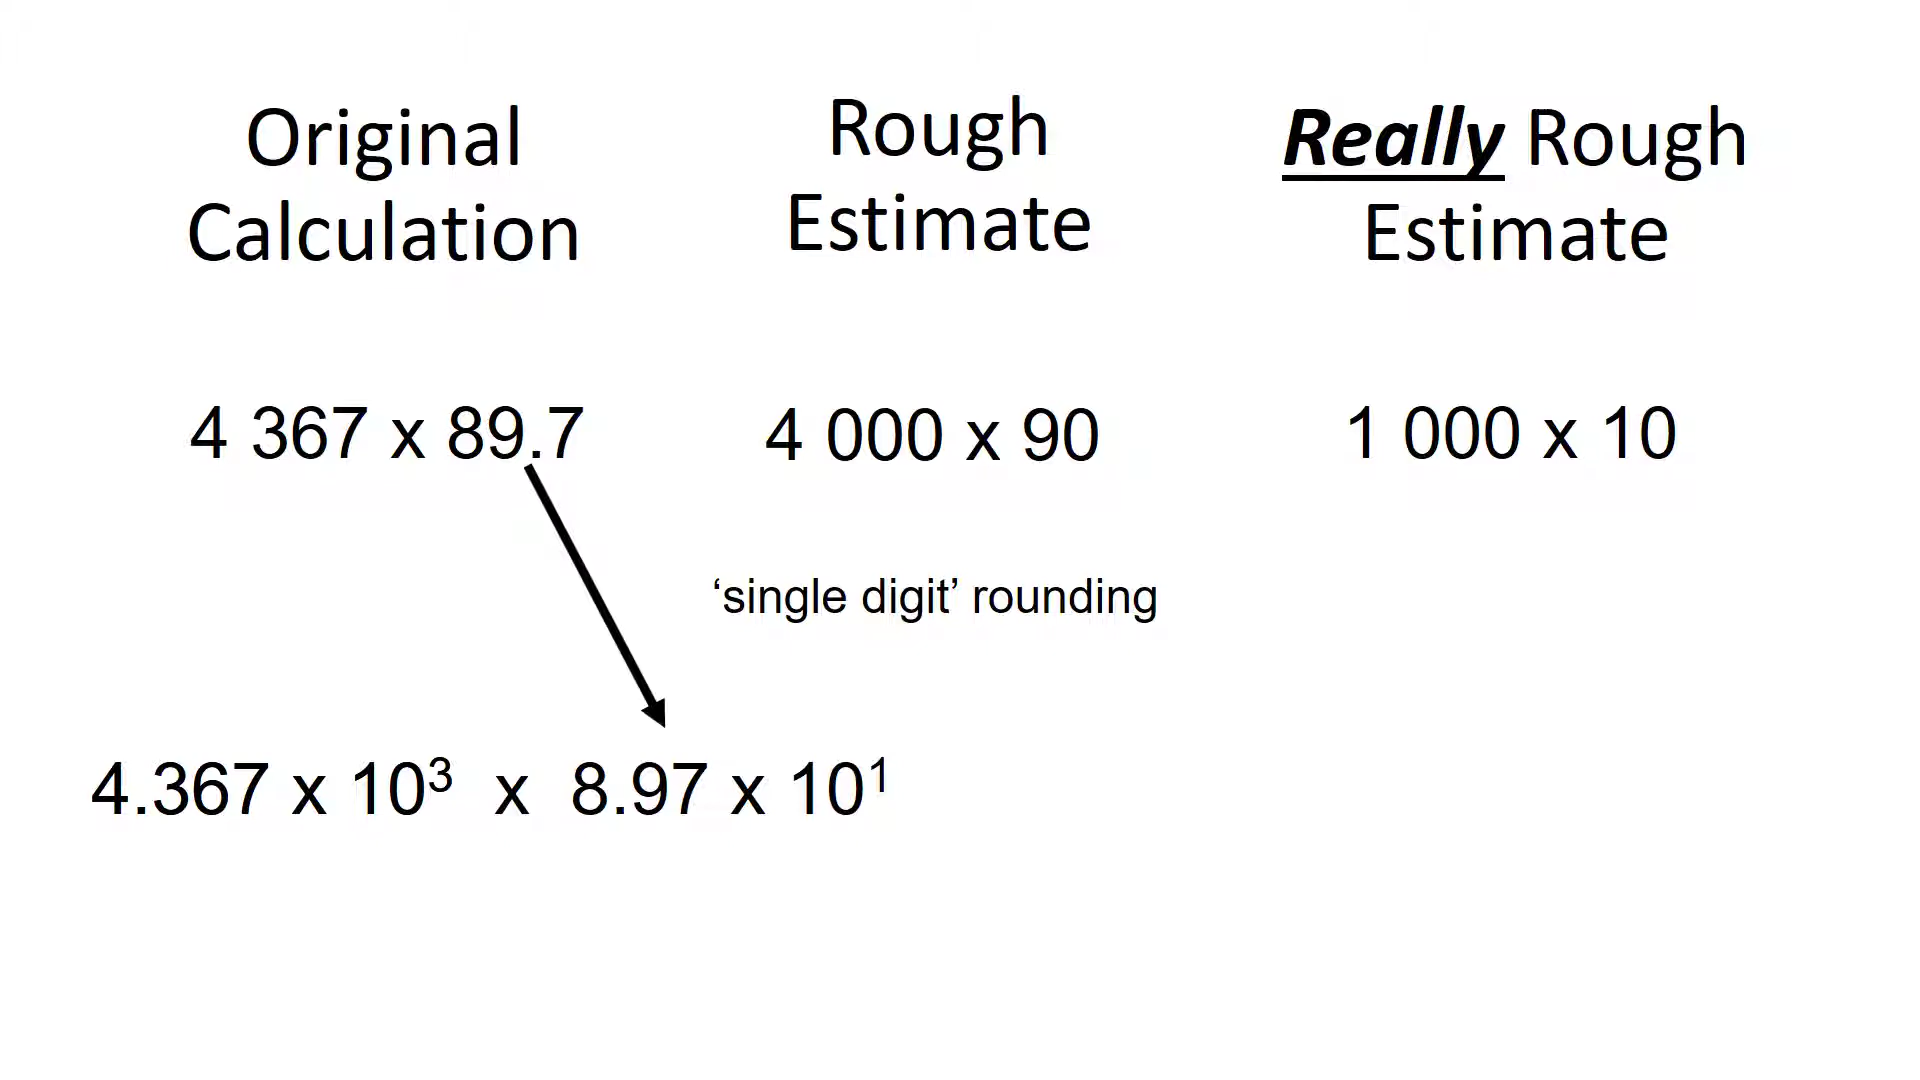 Original
Calculation
Rough
Estimate
Really Rough
Estimate
4 367 x 89.7
4 000 x 90
1 000 x 10
‘single digit’ rounding
4.367 x 10³ x 8.97 x 10¹